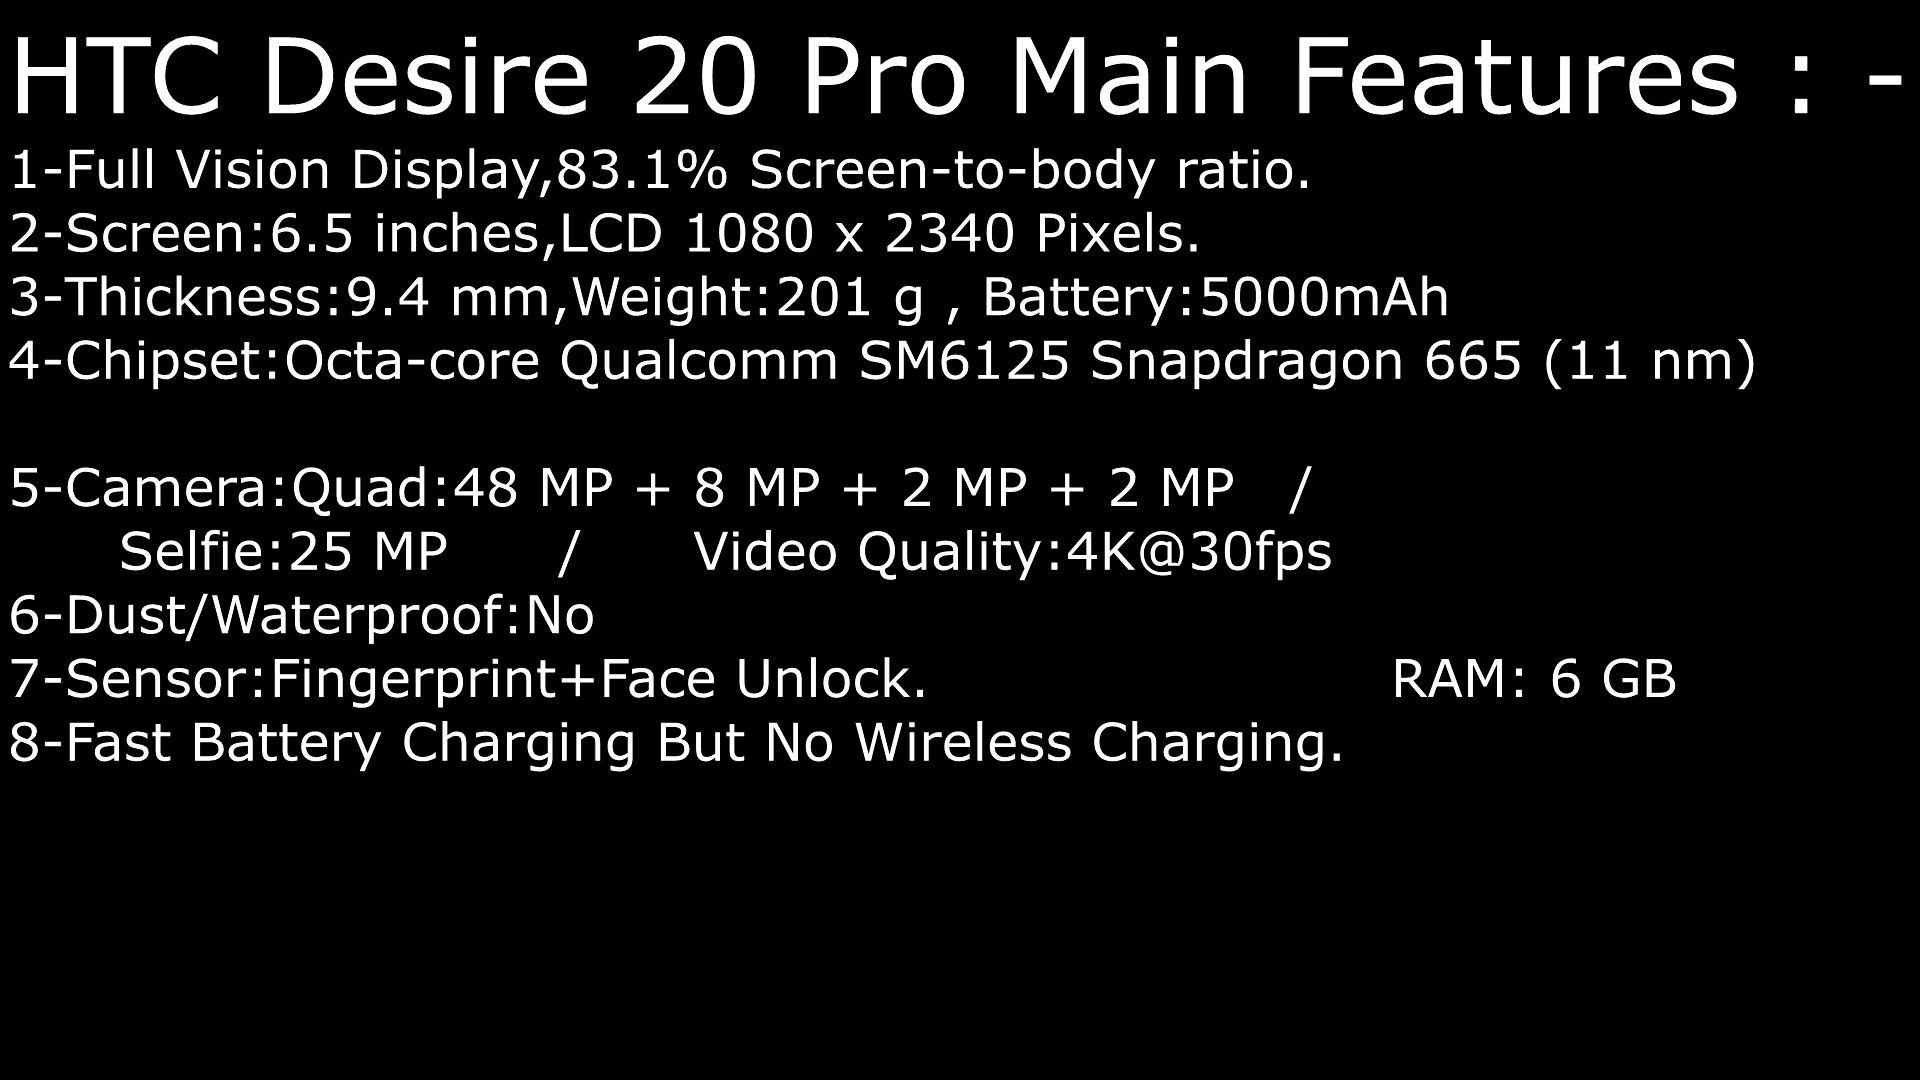 HTC Desire 20 Pro Main Features : -
1-Full Vision Display,83.1% Screen-to-body ratio.
2-Screen:6.5 inches,LCD 1080 x 2340 Pixels.
3-Thickness:9.4 mm,Weight:201 g , Battery:5000mAh
4-Chipset:Octa-core Qualcomm SM6125 Snapdragon 665 (11 nm)
5-Camera:Quad:48 MP + 8 MP + 2 MP + 2 MP /
Selfie:25 MP / Video Quality:4K@30fps
6-Dust/Waterproof:No
7-Sensor:Fingerprint+Face Unlock. RAM: 6 GB
8-Fast Battery Charging But No Wireless Charging.